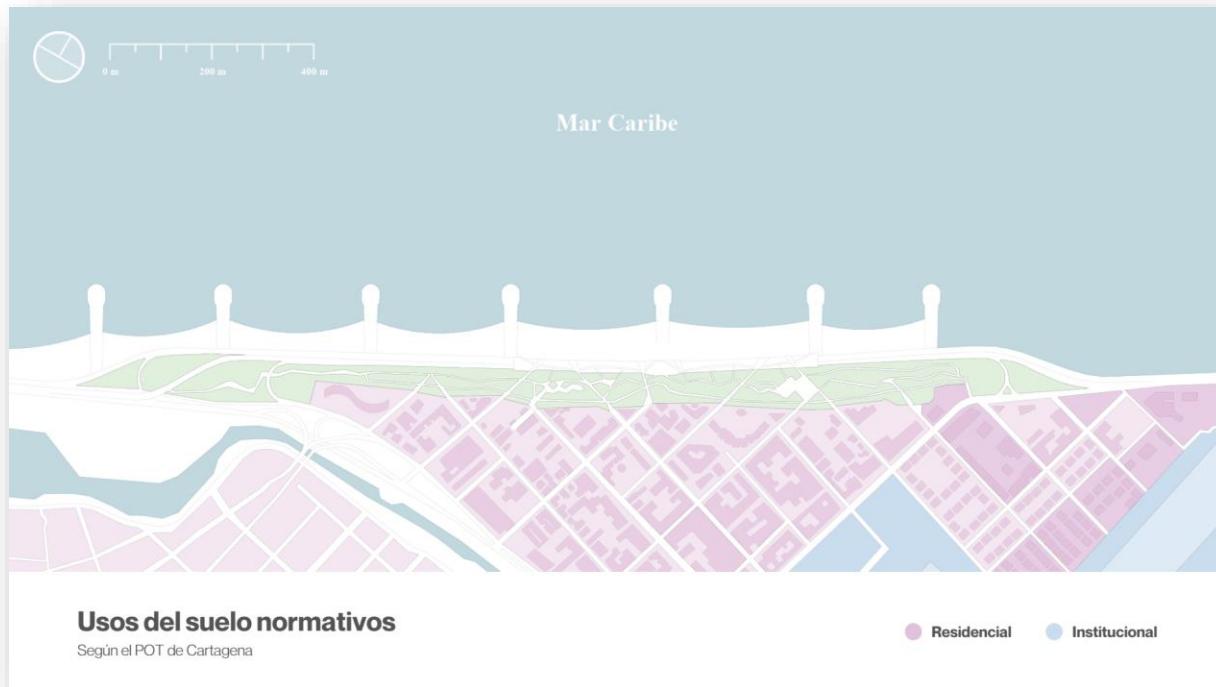 0 m 200 m 400 m
Mar Caribe
Usos del suelo normativos
Según el POT de Cartagena
Residencial Institucional